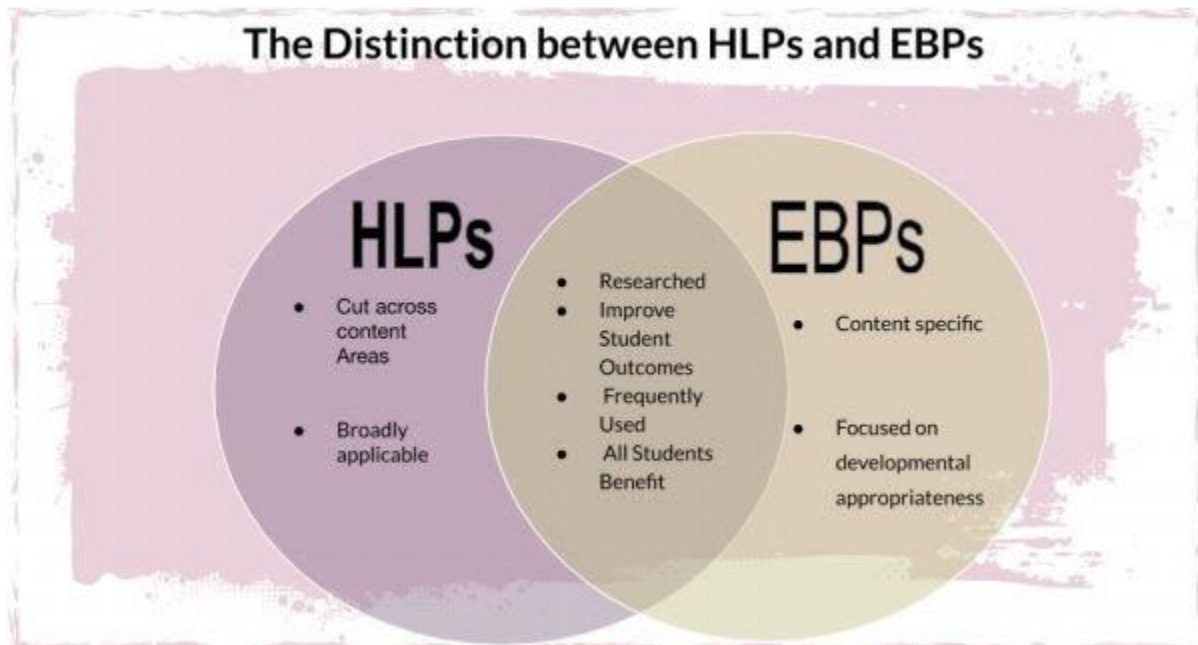 The Distinction between HLPs and EBPs
HLPs
● Cut across
content
Areas
● Broadly
applicable
● Researched
● Improve
Student
Outcomes
● Frequently
Used
● All Students
Benefit
EBPs
● Content specific
● Focused on
developmental
appropriateness